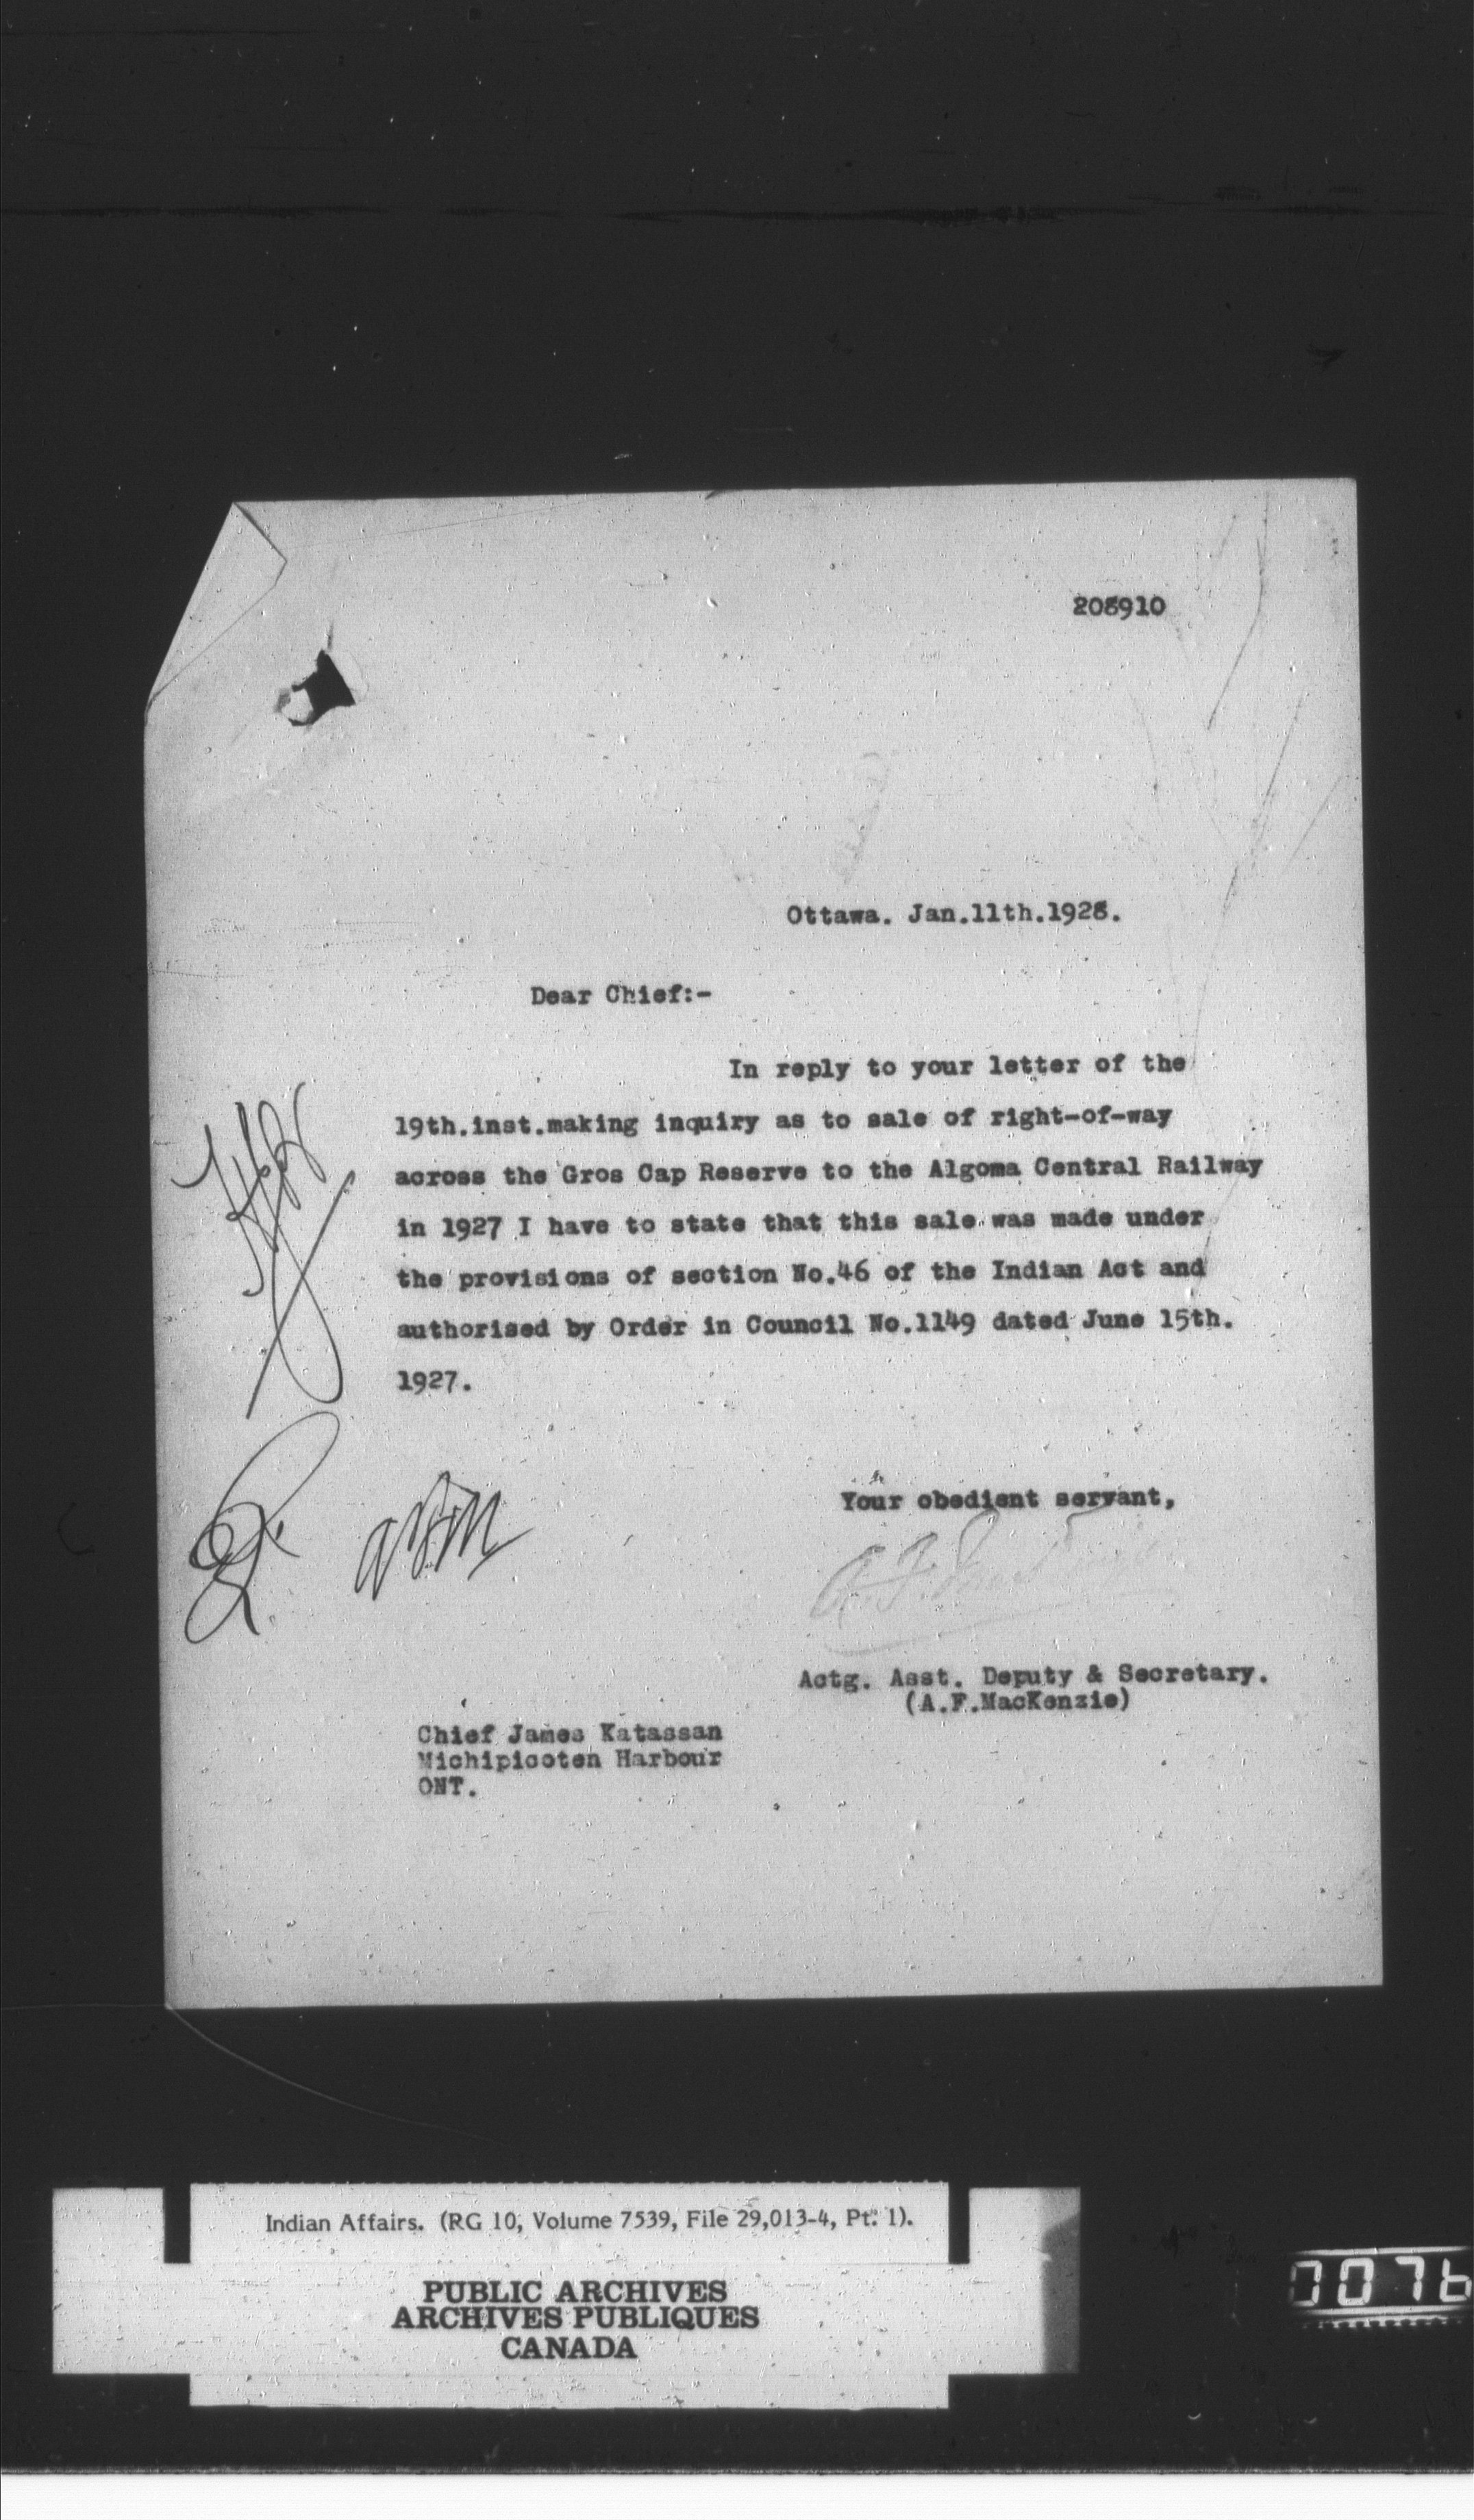 208910
Ottawa. Jan.11th.1928.
Dear Chief:-
In reply to your letter of the
19th.inst.making inquiry as to sale of right-of-way
across the Gros Cap Reserve to the Algoma Central Railway
in 1927 I have to state that this sale was made under
the provisions of section No.46 of the Indian Act and
authorised by Order in Council No.1149 dated June 15th.
1927.
Your obedient servant,
Actg. Asst. Deputy & Secretary.
(A.F.MacKenzie)
Chief James Katassan
Michipicoten Harbour
ONT.
Indian Affairs. (RG 10, Volume 7539, File 29,013-4, Pt. 1).
PUBLIC ARCHIVES
ARCHIVES PUBLIQUES
CANADA
0076